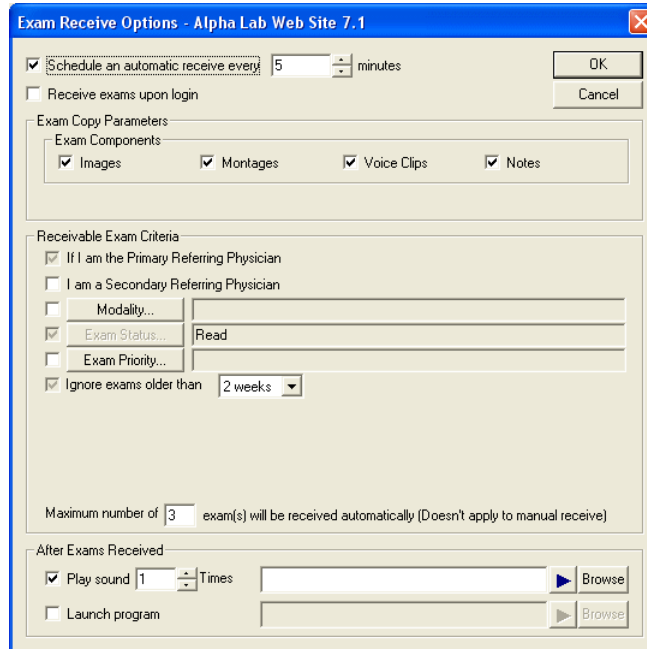 Exam Receive Options - Alpha Lab Web Site 7.1
Schedule an automatic receive every 5 minutes
OK
Receive exams upon login
Cancel
Exam Copy Parameters
Exam Components
Images Montages Voice Clips Notes
Receivable Exam Criteria
If I am the Primary Referring Physician
I am a Secondary Referring Physician
Modality...
Exam Status... Read
Exam Priority...
Ignore exams older than 2 weeks
Maximum number of 3 exam(s) will be received automatically (Doesn't apply to manual receive)
After Exams Received
Play sound 1 Times Browse
Launch program Browse